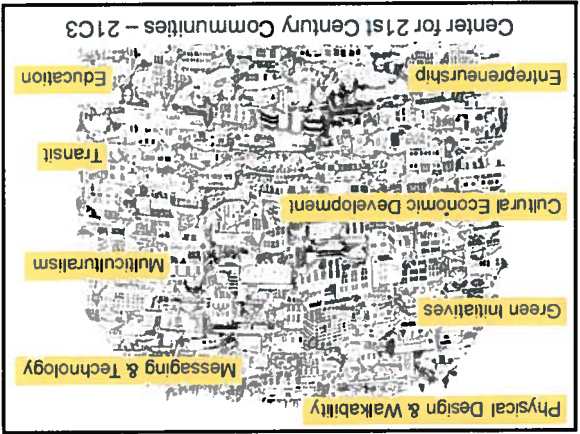 Physical Design & Walkability
Messaging & Technology
Green Initiatives
Multiculturalism
Cultural Economic Development
Transit
Entrepreneurship
Education
Center for 21st Century Communities – 21C3